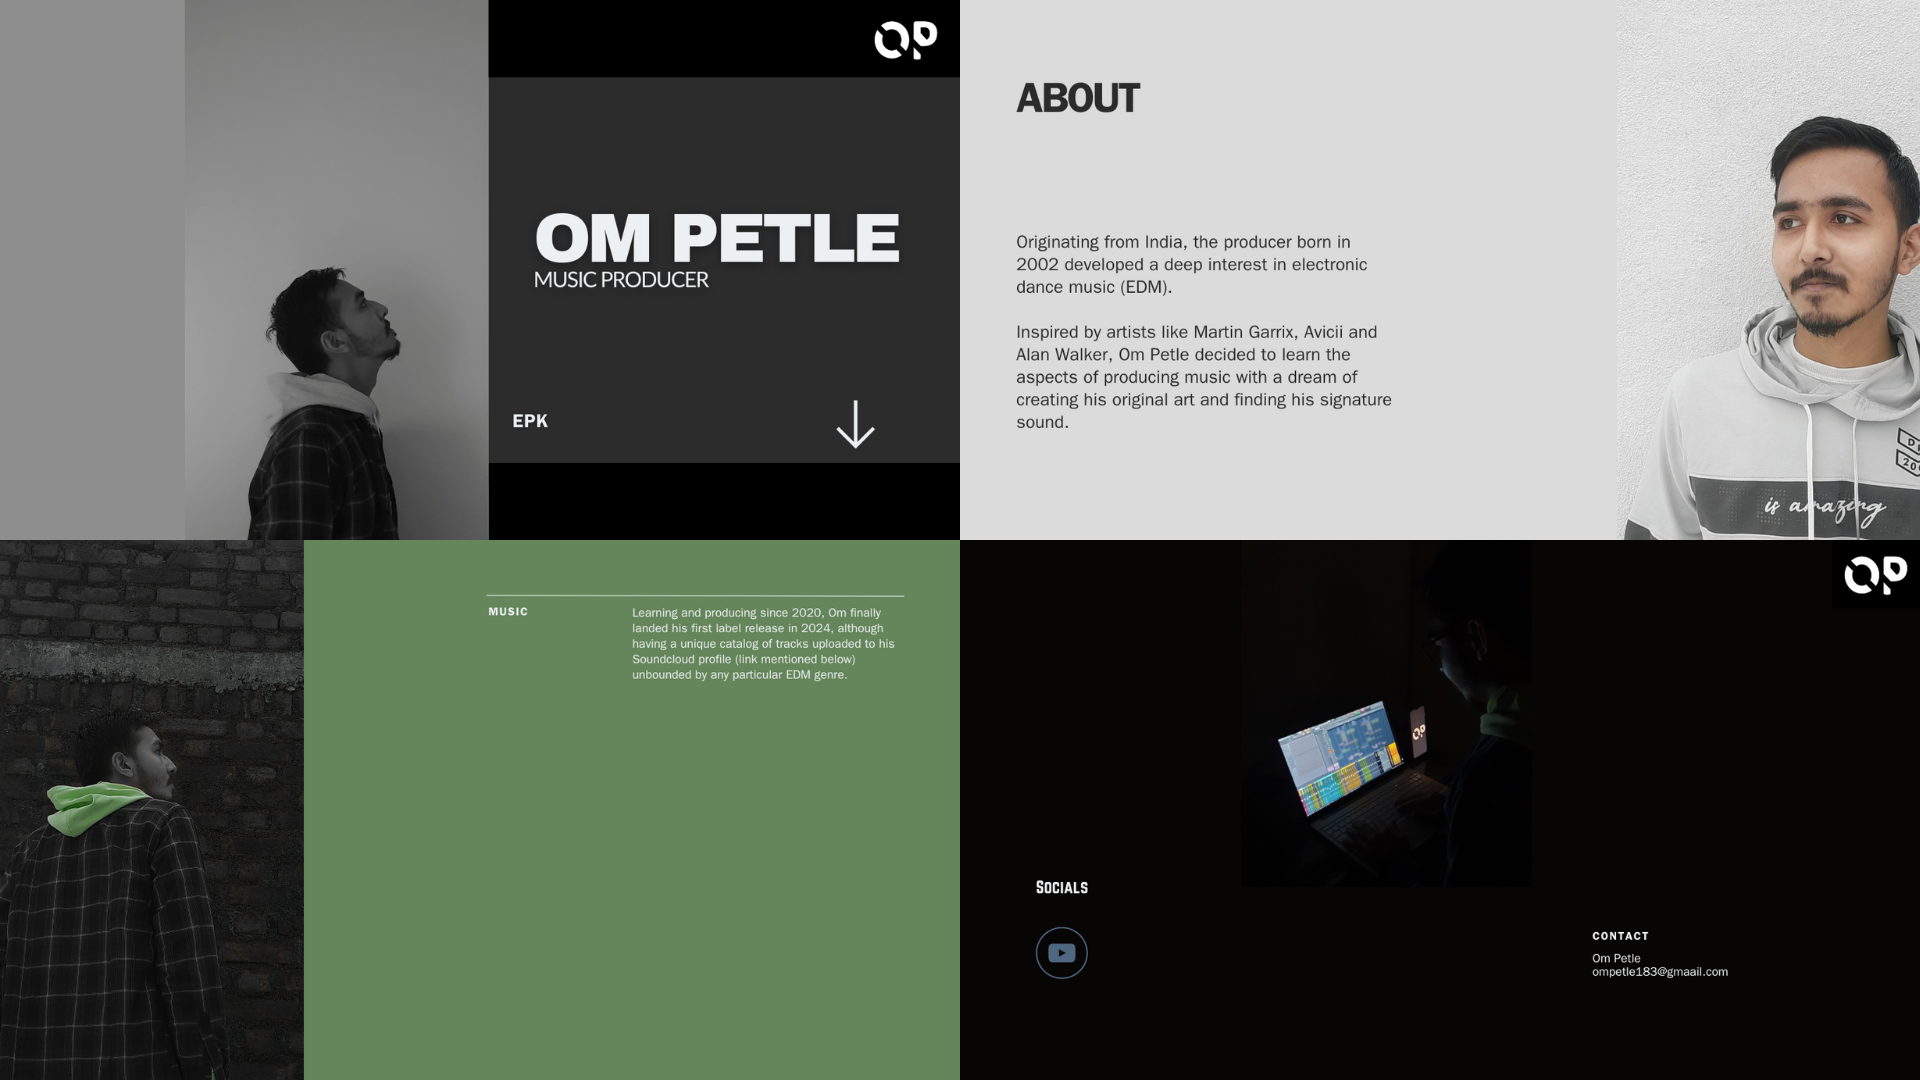 OP
OM PETLE
MUSIC PRODUCER
EPK
ABOUT
Originating from India, the producer born in
2002 developed a deep interest in electronic
dance music (EDM).
Inspired by artists like Martin Garrix, Avicii and
Alan Walker, Om Petle decided to learn the
aspects of producing music with a dream of
creating his original art and finding his signature
sound.
is amazing
MUSIC
Learning and producing since 2020, Om finally
landed his first label release in 2024, although
having a unique catalog of tracks uploaded to his
Soundcloud profile (link mentioned below)
unbounded by any particular EDM genre.
OP
OP
Socials
CONTACT
Om Petle
ompetle183@gmaail.com